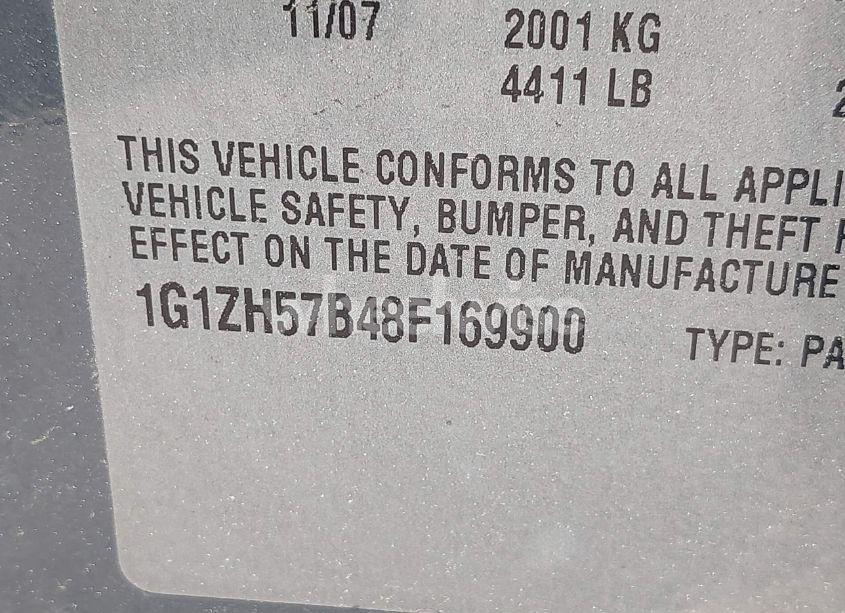 11/07 2001 KG
4411 LB
THIS VEHICLE CONFORMS TO ALL APPLI
VEHICLE SAFETY, BUMPER, AND THEFT
EFFECT ON THE DATE OF MANUFACTURE
1G1ZH57B48F169900 TYPE: PA